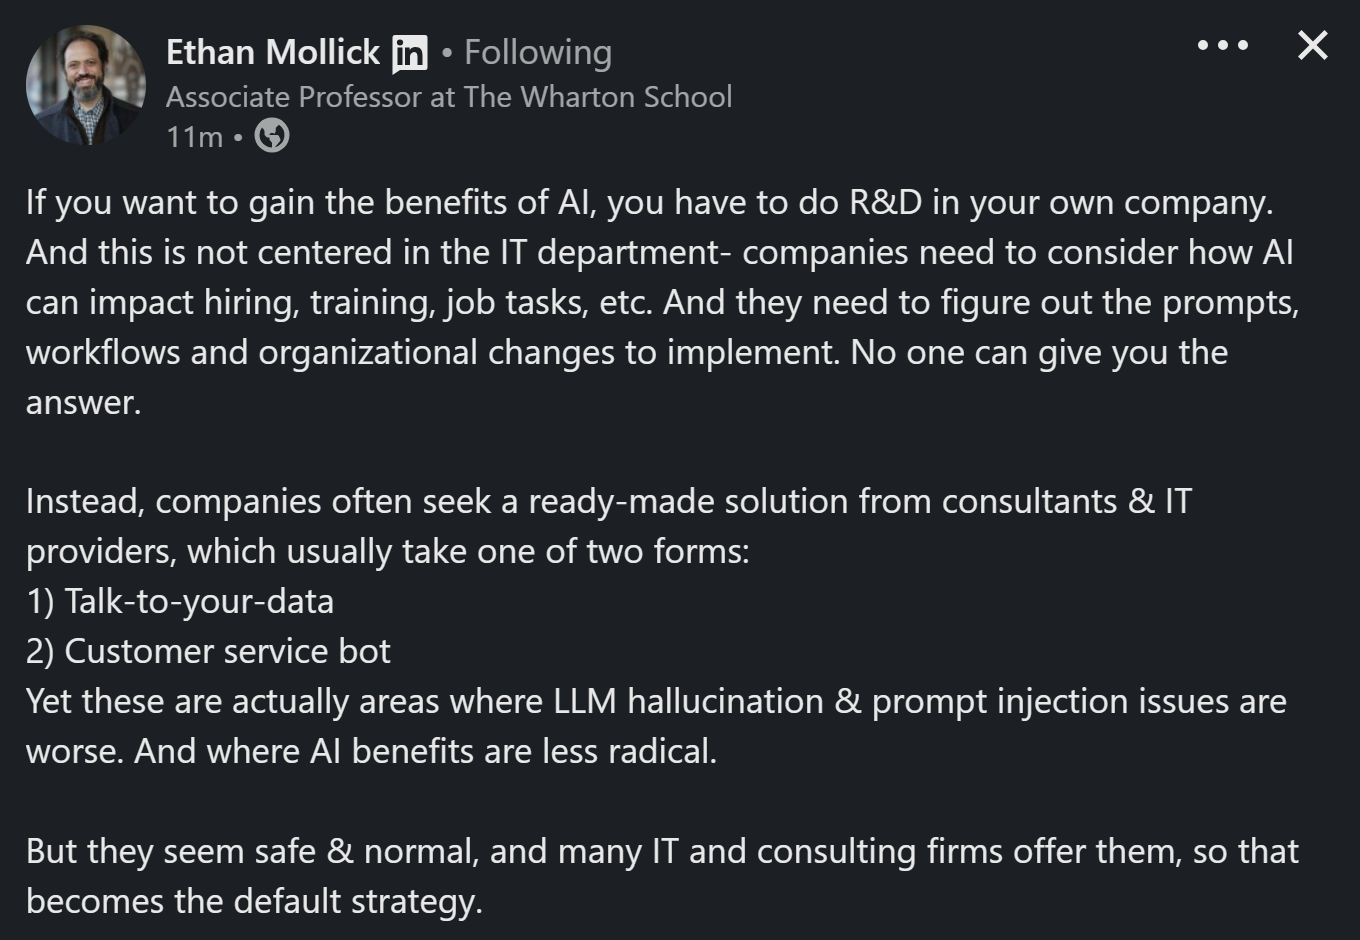 Ethan Mollick in • Following
Associate Professor at The Wharton School
11m •
If you want to gain the benefits of AI, you have to do R&D in your own company.
And this is not centered in the IT department- companies need to consider how AI
can impact hiring, training, job tasks, etc. And they need to figure out the prompts,
workflows and organizational changes to implement. No one can give you the
answer.
Instead, companies often seek a ready-made solution from consultants & IT
providers, which usually take one of two forms:
1) Talk-to-your-data
2) Customer service bot
Yet these are actually areas where LLM hallucination & prompt injection issues are
worse. And where AI benefits are less radical.
But they seem safe & normal, and many IT and consulting firms offer them, so that
becomes the default strategy.